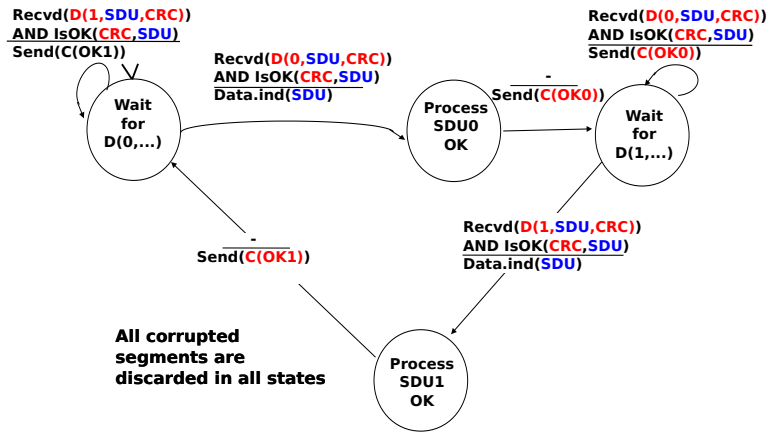 Recvd(D(1,SDU,CRC))
AND IsOK(CRC,SDU)
Send(C(OK1))
Recvd(D(0,SDU,CRC))
AND IsOK(CRC,SDU)
Data.ind(SDU)
Recvd(D(0,SDU,CRC))
AND IsOK(CRC,SDU)
Send(C(OK0))
Wait
for
D(0,...)
Process
SDU0
OK
-
Send(C(OK0))
Wait
for
D(1,...)
Recvd(D(1,SDU,CRC))
AND IsOK(CRC,SDU)
Data.ind(SDU)
-
Send(C(OK1))
All corrupted
segments are
discarded in all states
Process
SDU1
OK